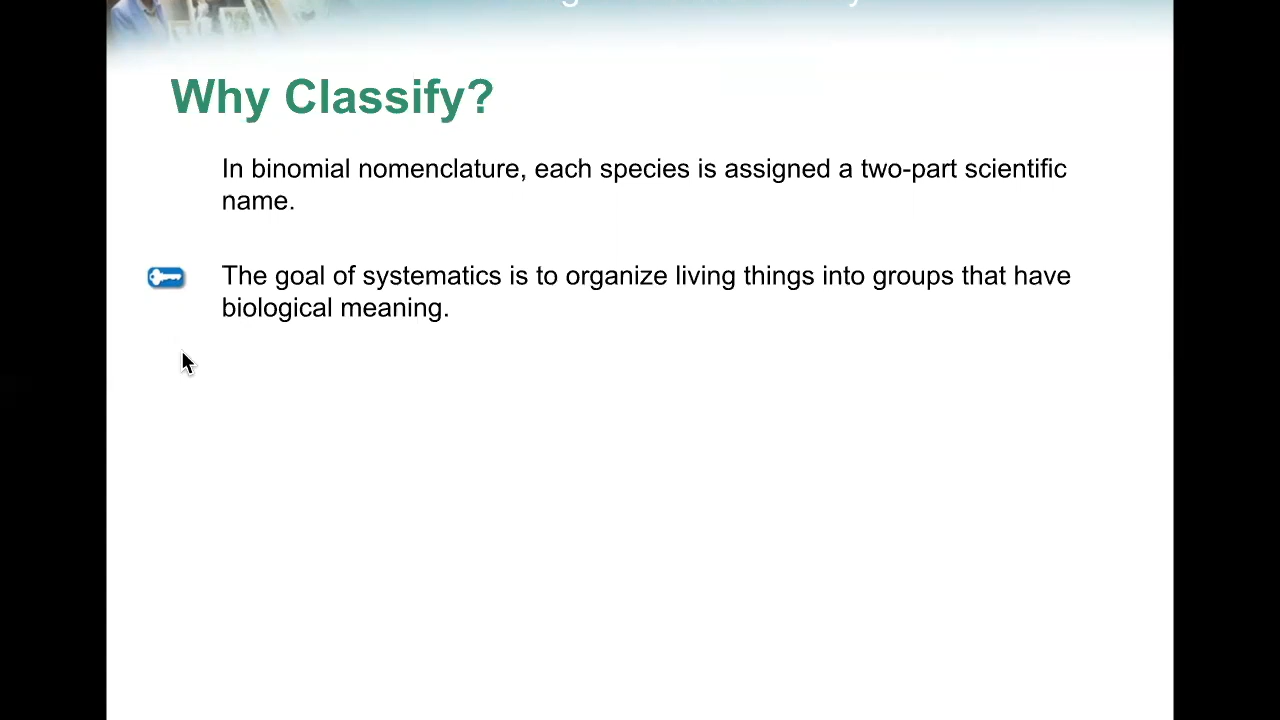 Why Classify?
In binomial nomenclature, each species is assigned a two-part scientific
name.
The goal of systematics is to organize living things into groups that have
biological meaning.